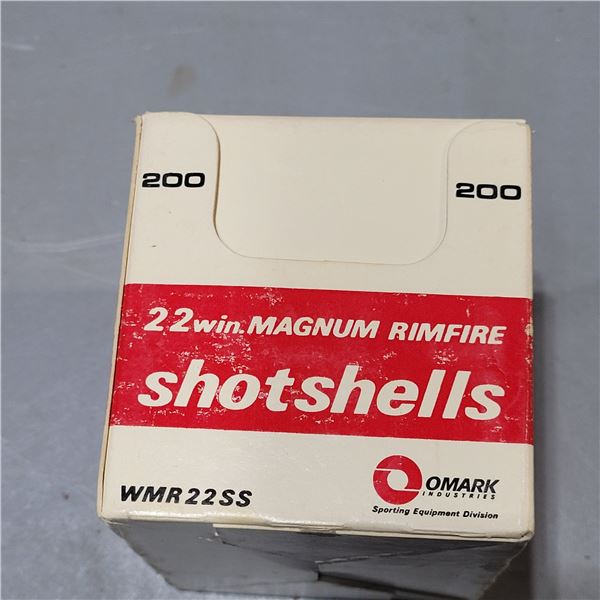 200
200
22win. MAGNUM RIMFIRE
shotshells
WMR22SS
OMARK
INDUSTRIES
Sporting Equipment Division